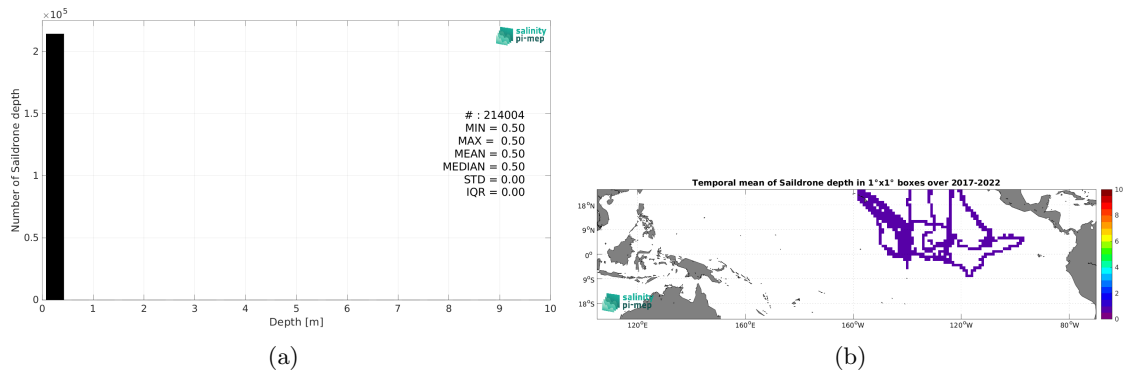 ×10⁵
2
1.5
1
0.5
0
Number of Saildrone depth
0 1 2 3 4 5 6 7 8 9 10
Depth [m]
salinity
pi-mep
# : 214004
MIN = 0.50
MAX = 0.50
MEAN = 0.50
MEDIAN = 0.50
STD = 0.00
IQR = 0.00
(a)
Temporal mean of Saildrone depth in 1°x1° boxes over 2017-2022
18°N
9°N
0°
9°S
18°S
120°E 160°E 160°W 120°W 80°W
salinity
pi-mep
10
8
6
4
2
0
(b)